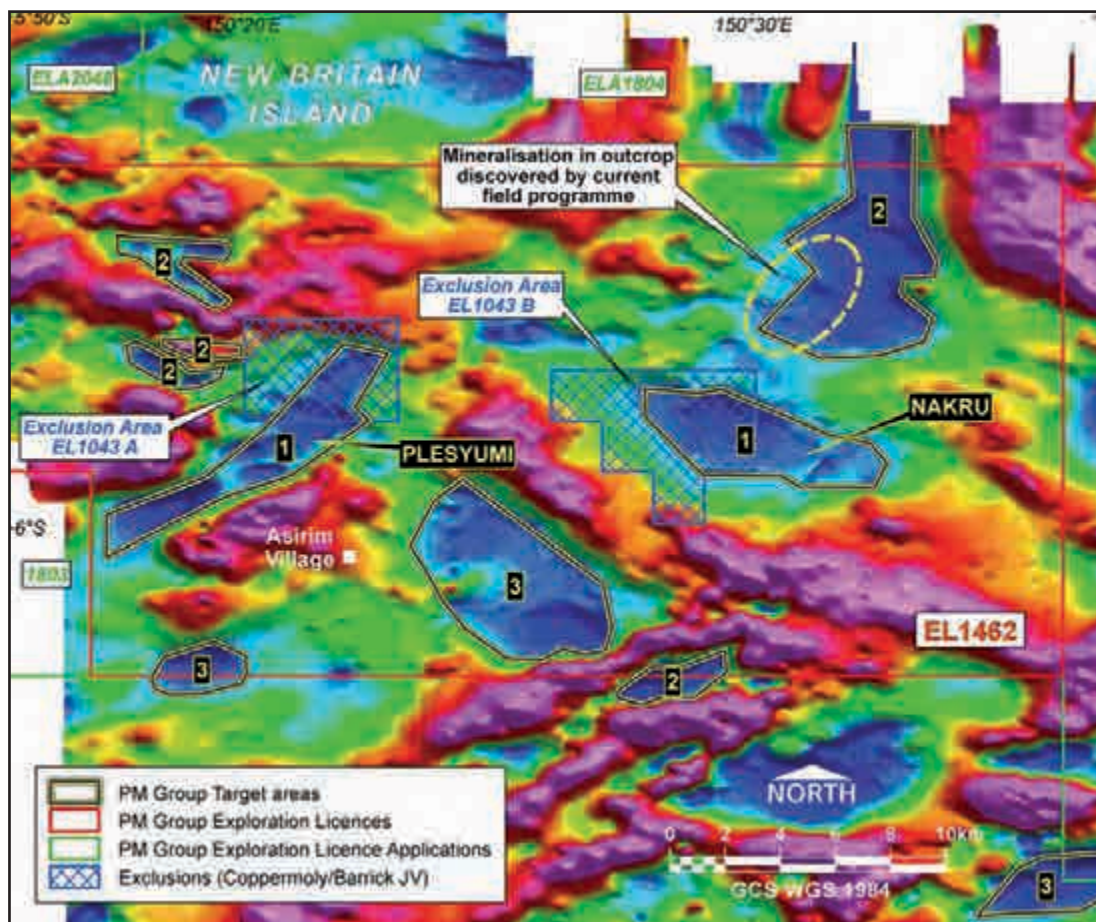 5°50'S
150°20'E
150°30'E
ELA2048
NEW BRITAIN
ISLAND
ELA1804
Mineralisation in outcrop
discovered by current
field programme
2
2
Exclusion Area
EL1043 B
2
2
NAKRU
Exclusion Area
EL1043 A
1
1
PLESYUMI
6°S
Asirim
Village
1803
3
EL1462
3
2
PM Group Target areas
PM Group Exploration Licences
PM Group Exploration Licence Applications
Exclusions (Coppermoly/Barrick JV)
NORTH
0 2 4 6 8 10km
GCS WGS 1984
3